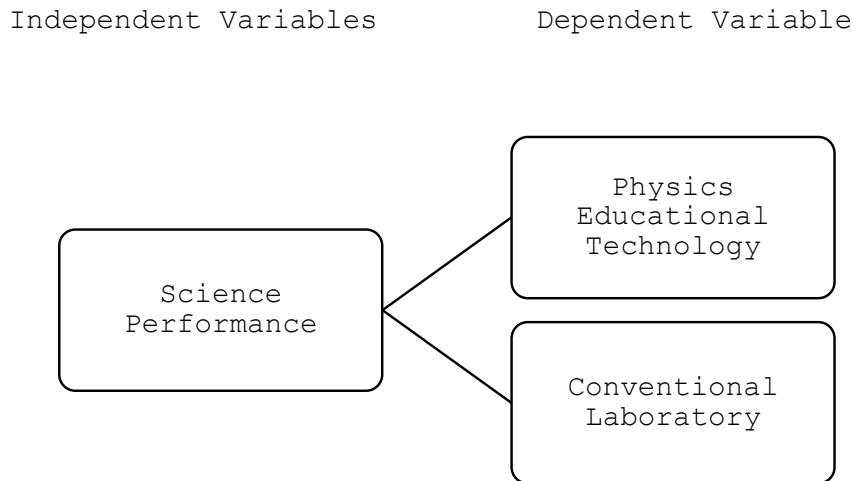 Independent Variables
Dependent Variable
Physics
Educational
Technology
Science
Performance
Conventional
Laboratory